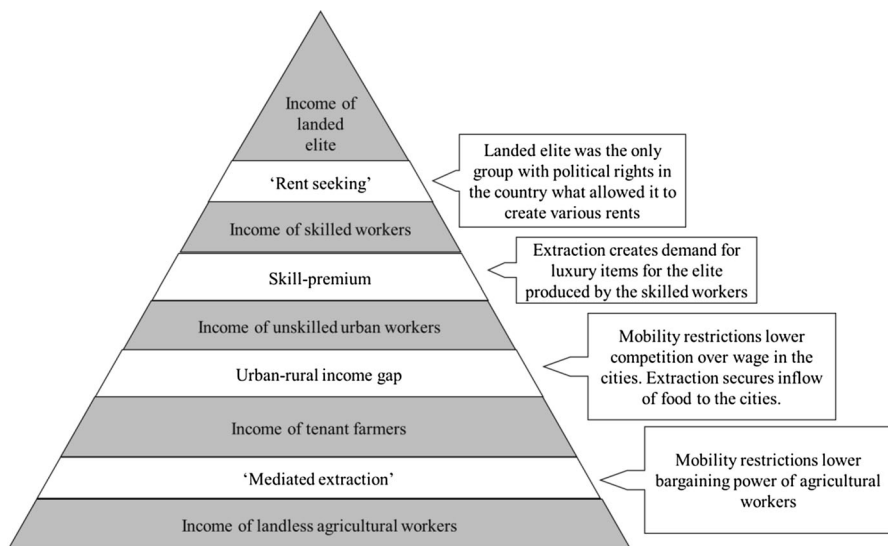 Income of
landed
elite
'Rent seeking'
Landed elite was the only
group with political rights in
the country what allowed it to
create various rents
Income of skilled workers
Skill-premium
Extraction creates demand for
luxury items for the elite
produced by the skilled workers
Income of unskilled urban workers
Urban-rural income gap
Mobility restrictions lower
competition over wage in the
cities. Extraction secures inflow
of food to the cities.
Income of tenant farmers
'Mediated extraction'
Mobility restrictions lower
bargaining power of agricultural
workers
Income of landless agricultural workers